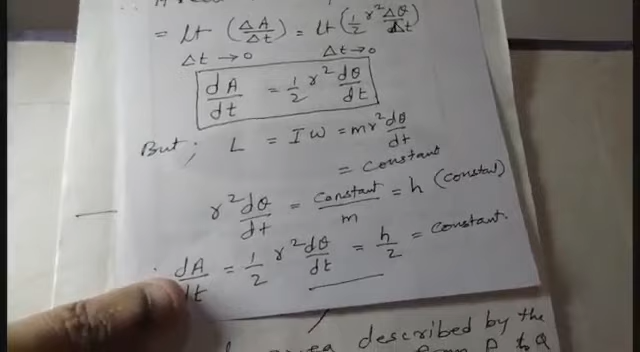 = Lt (ΔA/Δt) = Lt (1/2 r² Δθ/Δt)
Δt→0 Δt→0
dA/dt = 1/2 r² dθ/dt
But; L = Iω = mr² dθ/dt
= constant
r² dθ/dt = constant/m = h (constant)
dA/dt = 1/2 r² dθ/dt = h/2 = constant.
area described by the
from P to Q